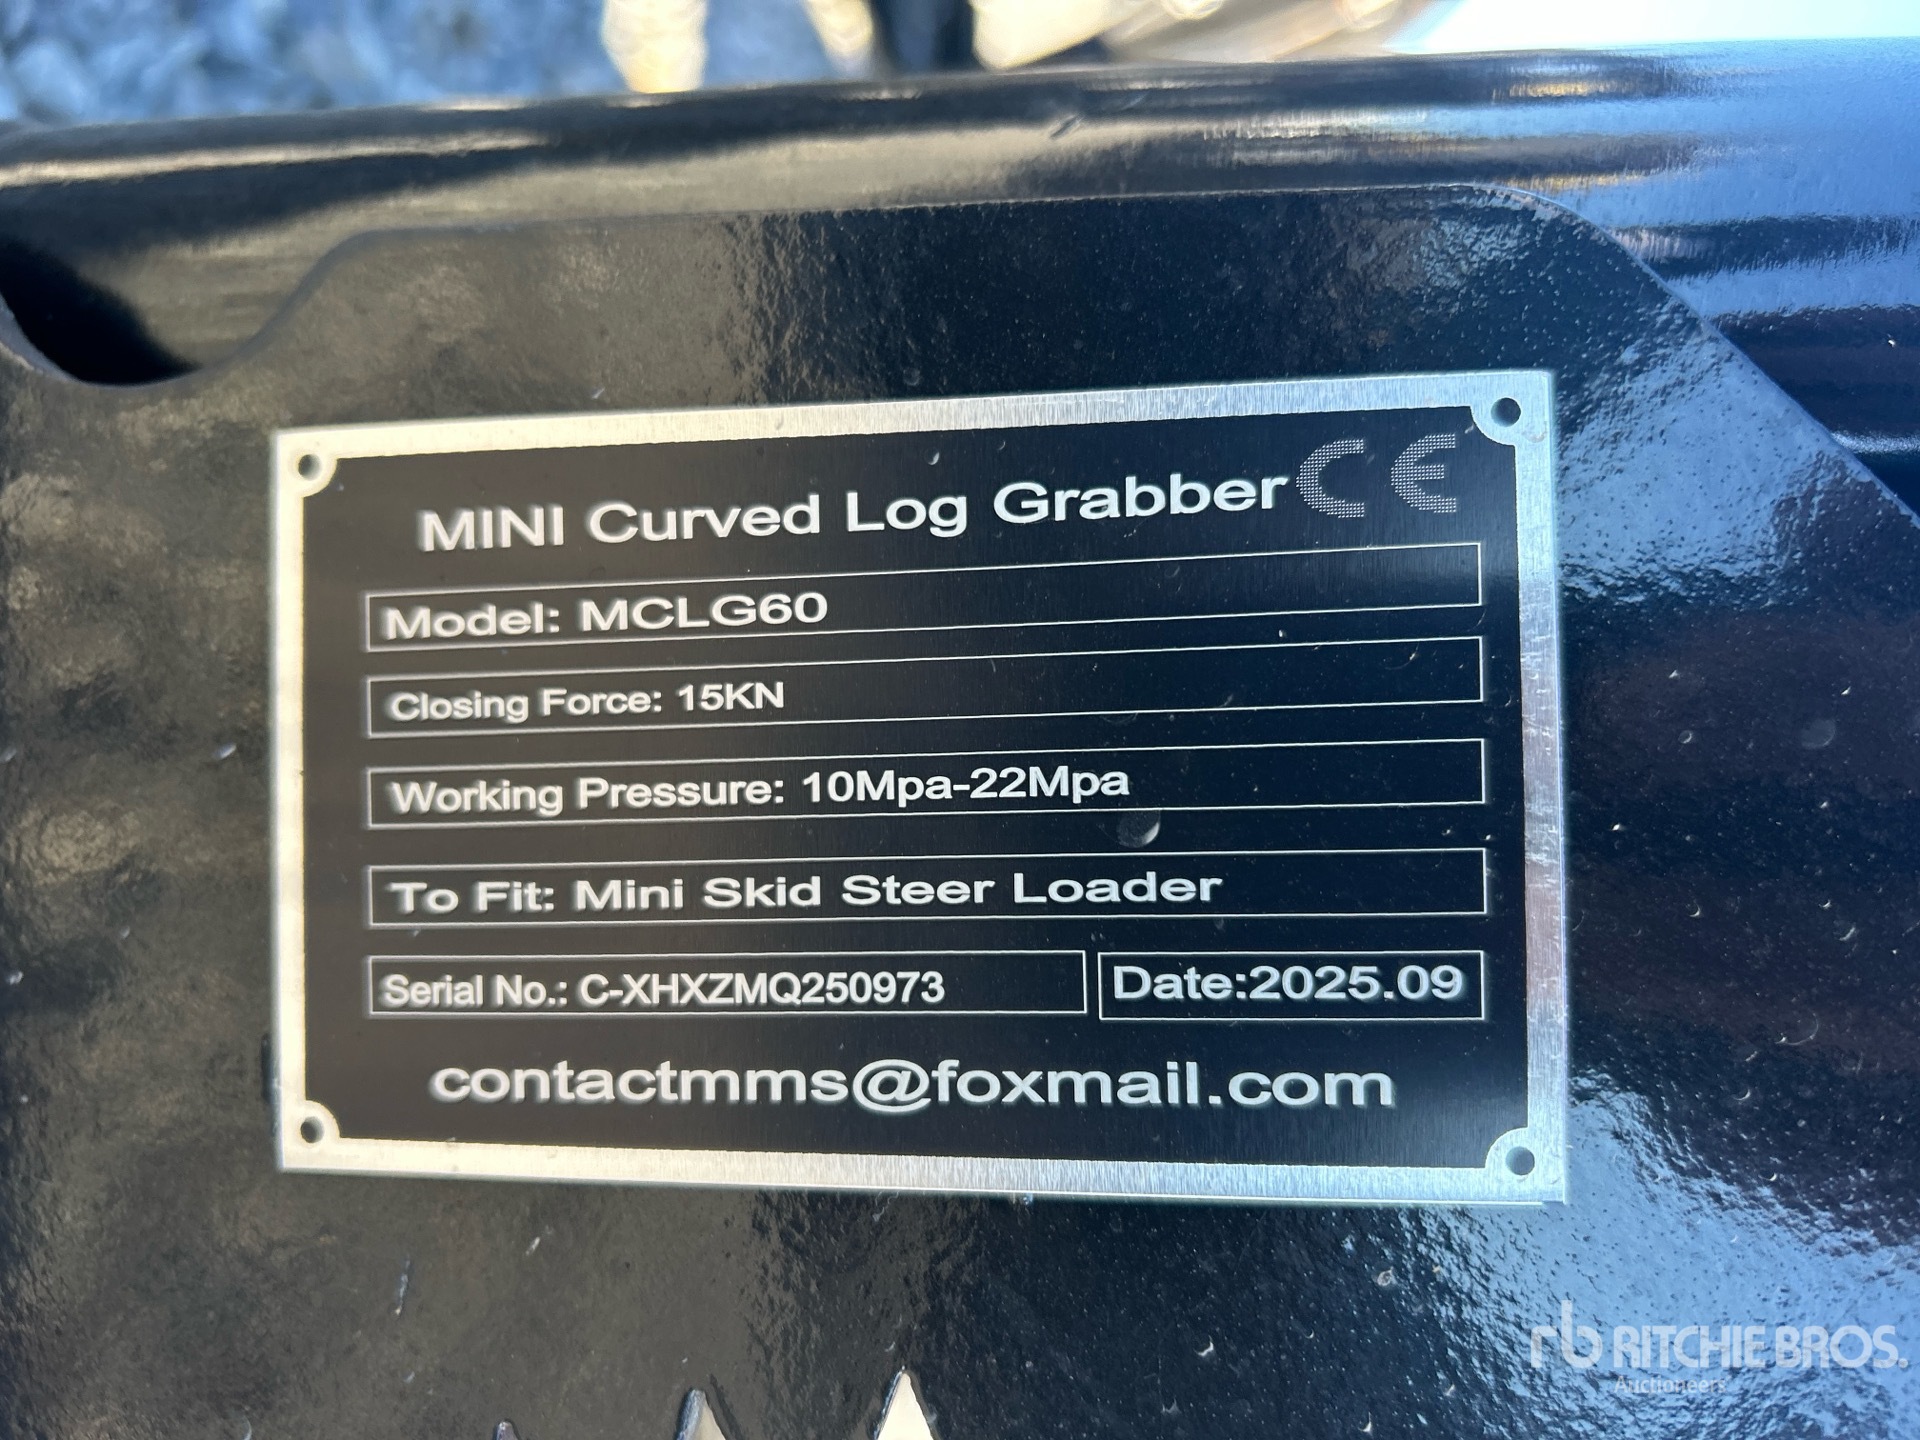 MINI Curved Log Grabber CE
Model: MCLG60
Closing Force: 15KN
Working Pressure: 10Mpa-22Mpa
To Fit: Mini Skid Steer Loader
Serial No.: C-XHXZMQ250973 Date:2025.09
contactmms@foxmail.com
rb RITCHIE BROS.
Auctioneers